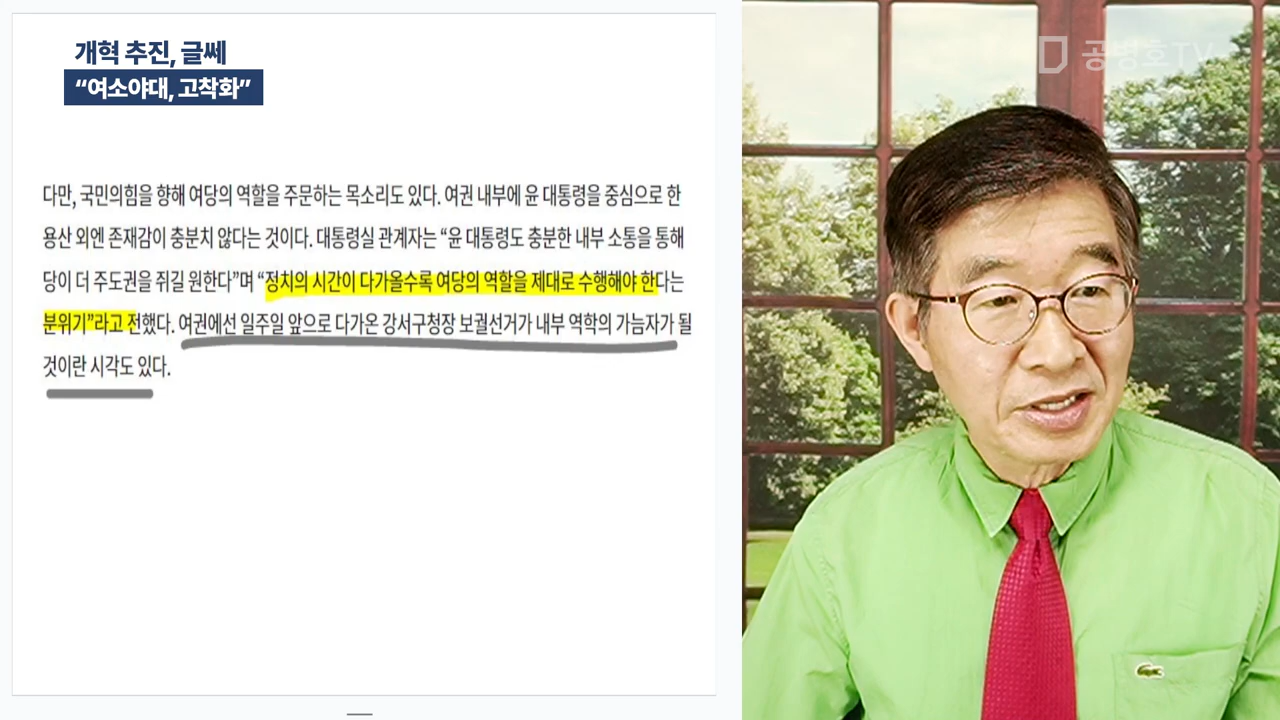 개혁 추진, 글쎄
“여소야대, 고착화”
다만, 국민의힘을 향해 여당의 역할을 주문하는 목소리도 있다. 여권 내부에 윤 대통령을 중심으로 한
용산 외엔 존재감이 충분치 않다는 것이다. 대통령실 관계자는 “윤 대통령도 충분한 내부 소통을 통해
당이 더 주도권을 쥐길 원한다”며 “정치의 시간이 다가올수록 여당의 역할을 제대로 수행해야 한다는
분위기”라고 전했다. 여권에선 일주일 앞으로 다가온 강서구청장 보궐선거가 내부 역학의 가늠자가 될
것이란 시각도 있다.
공병호TV